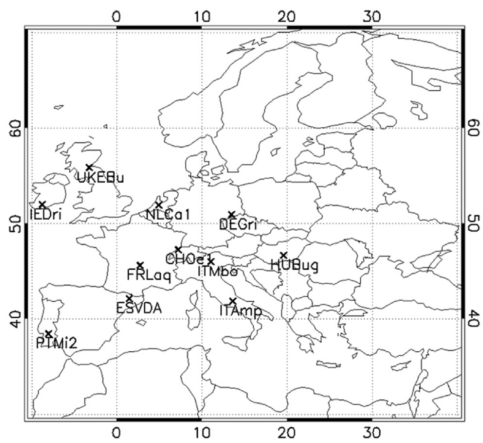 0 10 20 30
60 60
UKEBu
IEDri
NLCa1
50 50
DEGri
CHOe1
HUBug
ITMbo
FRLaq
ESVDA
ITAmp
40 40
PTMi2
0 10 20 30